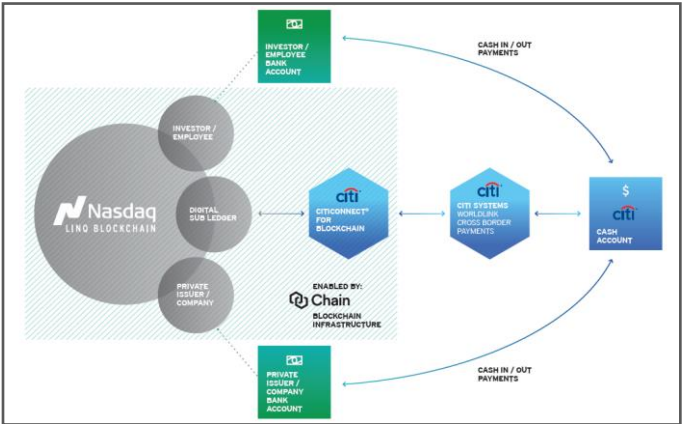 INVESTOR /
EMPLOYEE
BANK
ACCOUNT
CASH IN / OUT
PAYMENTS
INVESTOR /
EMPLOYEE
Nasdaq
LINQ BLOCKCHAIN
DIGITAL
SUB LEDGER
citi
CITICONNECT®
FOR
BLOCKCHAIN
citi
CITI SYSTEMS
WORLDLINK
CROSS BORDER
PAYMENTS
$
citi
CASH
ACCOUNT
PRIVATE
ISSUER /
COMPANY
ENABLED BY:
Chain
BLOCKCHAIN
INFRASTRUCTURE
PRIVATE
ISSUER /
COMPANY
BANK
ACCOUNT
CASH IN / OUT
PAYMENTS